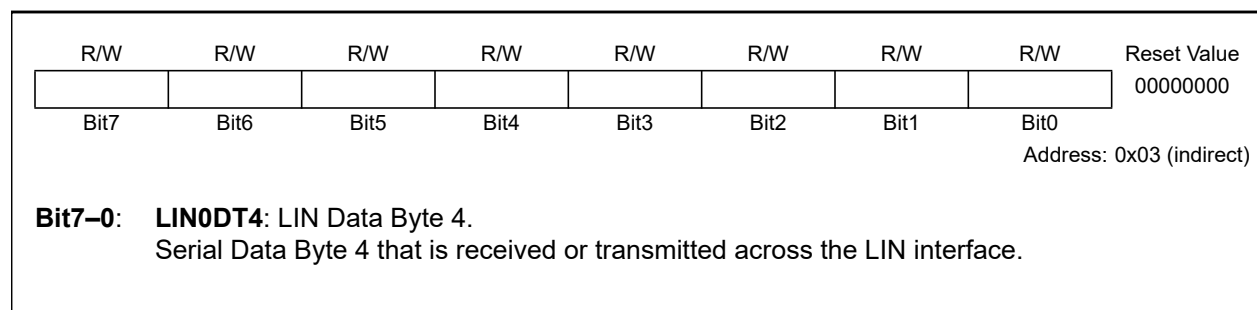 R/W R/W R/W R/W R/W R/W R/W R/W Reset Value
00000000
Bit7 Bit6 Bit5 Bit4 Bit3 Bit2 Bit1 Bit0
Address: 0x03 (indirect)
Bit7–0: LIN0DT4: LIN Data Byte 4.
Serial Data Byte 4 that is received or transmitted across the LIN interface.